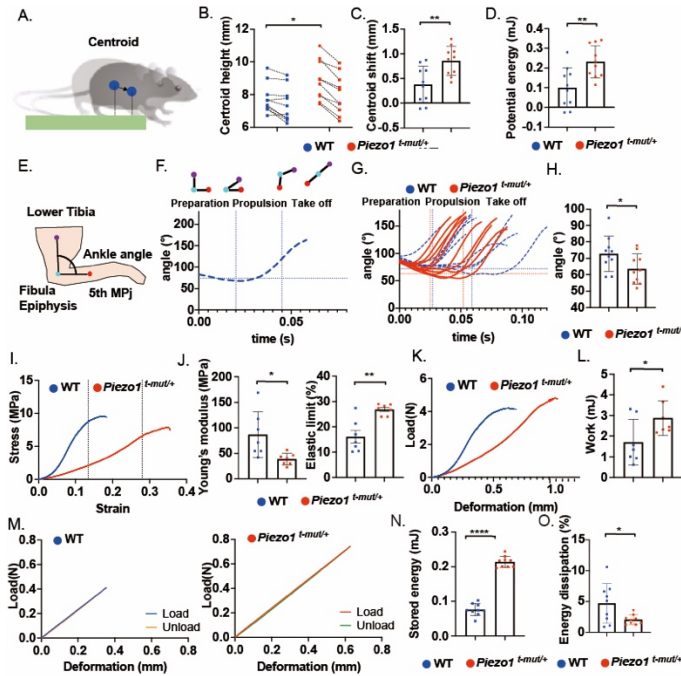 A.
Centroid
B.
Centroid height (mm)
12
10
8
6
*
C.
Centroid shift (mm)
1.5
1.0
0.5
0.0
**
D.
Potential energy (mJ)
0.4
0.3
0.2
0.1
0.0
-0.1
**
WT
Piezo1 t-mut/+
E.
Lower Tibia
Ankle angle
Fibula
Epiphysis
5th MPj
F.
Preparation Propulsion Take off
angle (°)
200
150
100
50
0
0.00
0.05
time (s)
G.
Preparation Propulsion Take off
WT
Piezo1 t-mut/+
angle (°)
150
100
50
0
0.00
0.05
0.10
time (s)
H.
angle (°)
100
90
80
70
60
50
40
*
WT
Piezo1 t-mut/+
I.
WT
Piezo1 t-mut/+
Stress (MPa)
15
10
5
0
0.0
0.1
0.2
0.3
0.4
Strain
J.
Young's modulus (MPa)
200
150
100
50
0
*
Elastic limit (%)
40
30
20
10
0
**
WT
Piezo1 t-mut/+
K.
WT
Piezo1 t-mut/+
Load(N)
6
4
2
0
0.0
0.5
1.0
Deformation (mm)
L.
Work (mJ)
5
4
3
2
1
0
*
WT
Piezo1 t-mut/+
M.
WT
Load(N)
0.8
0.6
0.4
0.2
0.0
0.0 0.2 0.4 0.6
Load
Unload
Deformation (mm)
Piezo1 t-mut/+
Load(N)
0.8
0.6
0.4
0.2
0.0
0.0 0.2 0.4 0.6 0.8
Load
Unload
Deformation (mm)
N.
Stored energy (mJ)
0.3
0.2
0.1
0.0
****
O.
Energy dissipation (%)
15
10
5
0
*
WT
Piezo1 t-mut/+
WT
Piezo1 t-mut/+